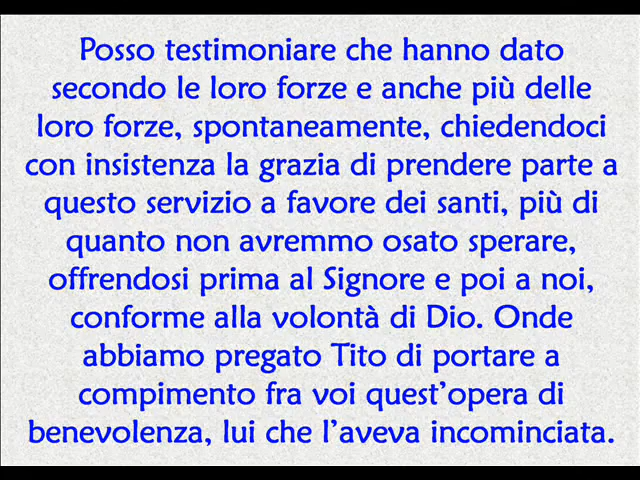 Posso testimoniare che hanno dato
secondo le loro forze e anche più delle
loro forze, spontaneamente, chiedendoci
con insistenza la grazia di prendere parte a
questo servizio a favore dei santi, più di
quanto non avremmo osato sperare,
offrendosi prima al Signore e poi a noi,
conforme alla volontà di Dio. Onde
abbiamo pregato Tito di portare a
compimento fra voi quest’opera di
benevolenza, lui che l’aveva incominciata.